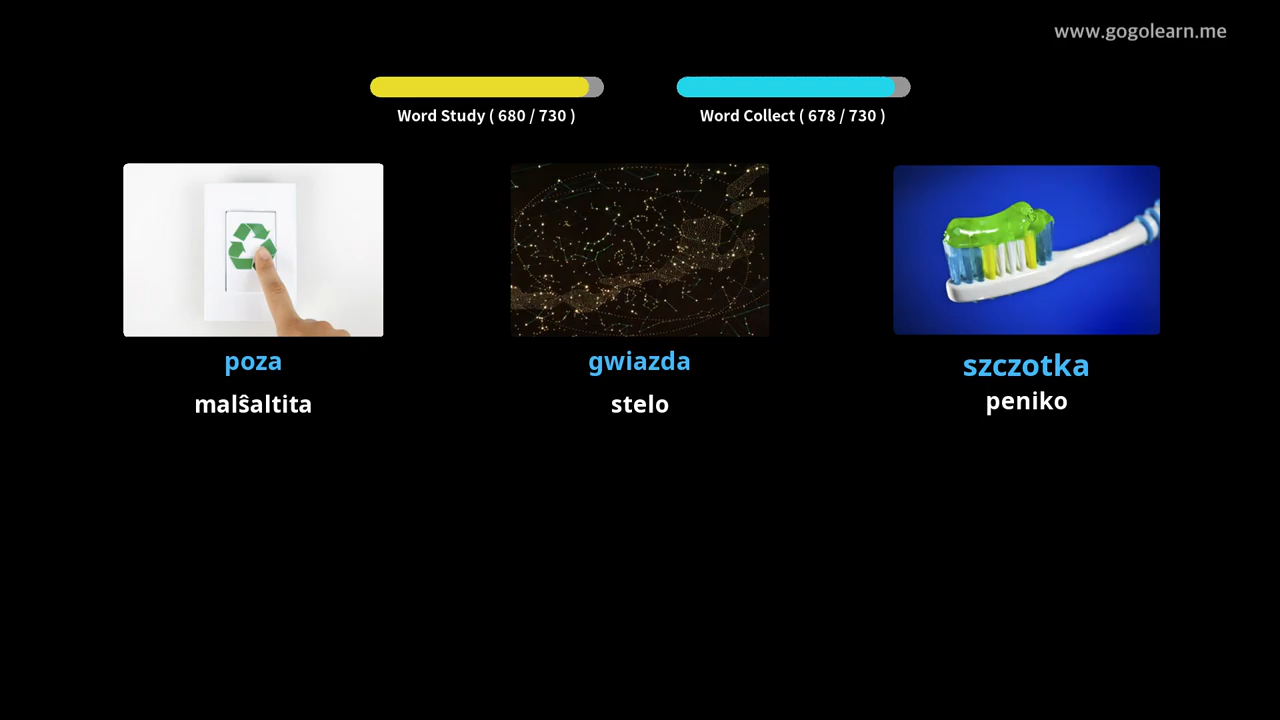 www.gogolearn.me
Word Study ( 680 / 730 )
Word Collect ( 678 / 730 )
poza
gwiazda
szczotka
malŝaltita
stelo
peniko